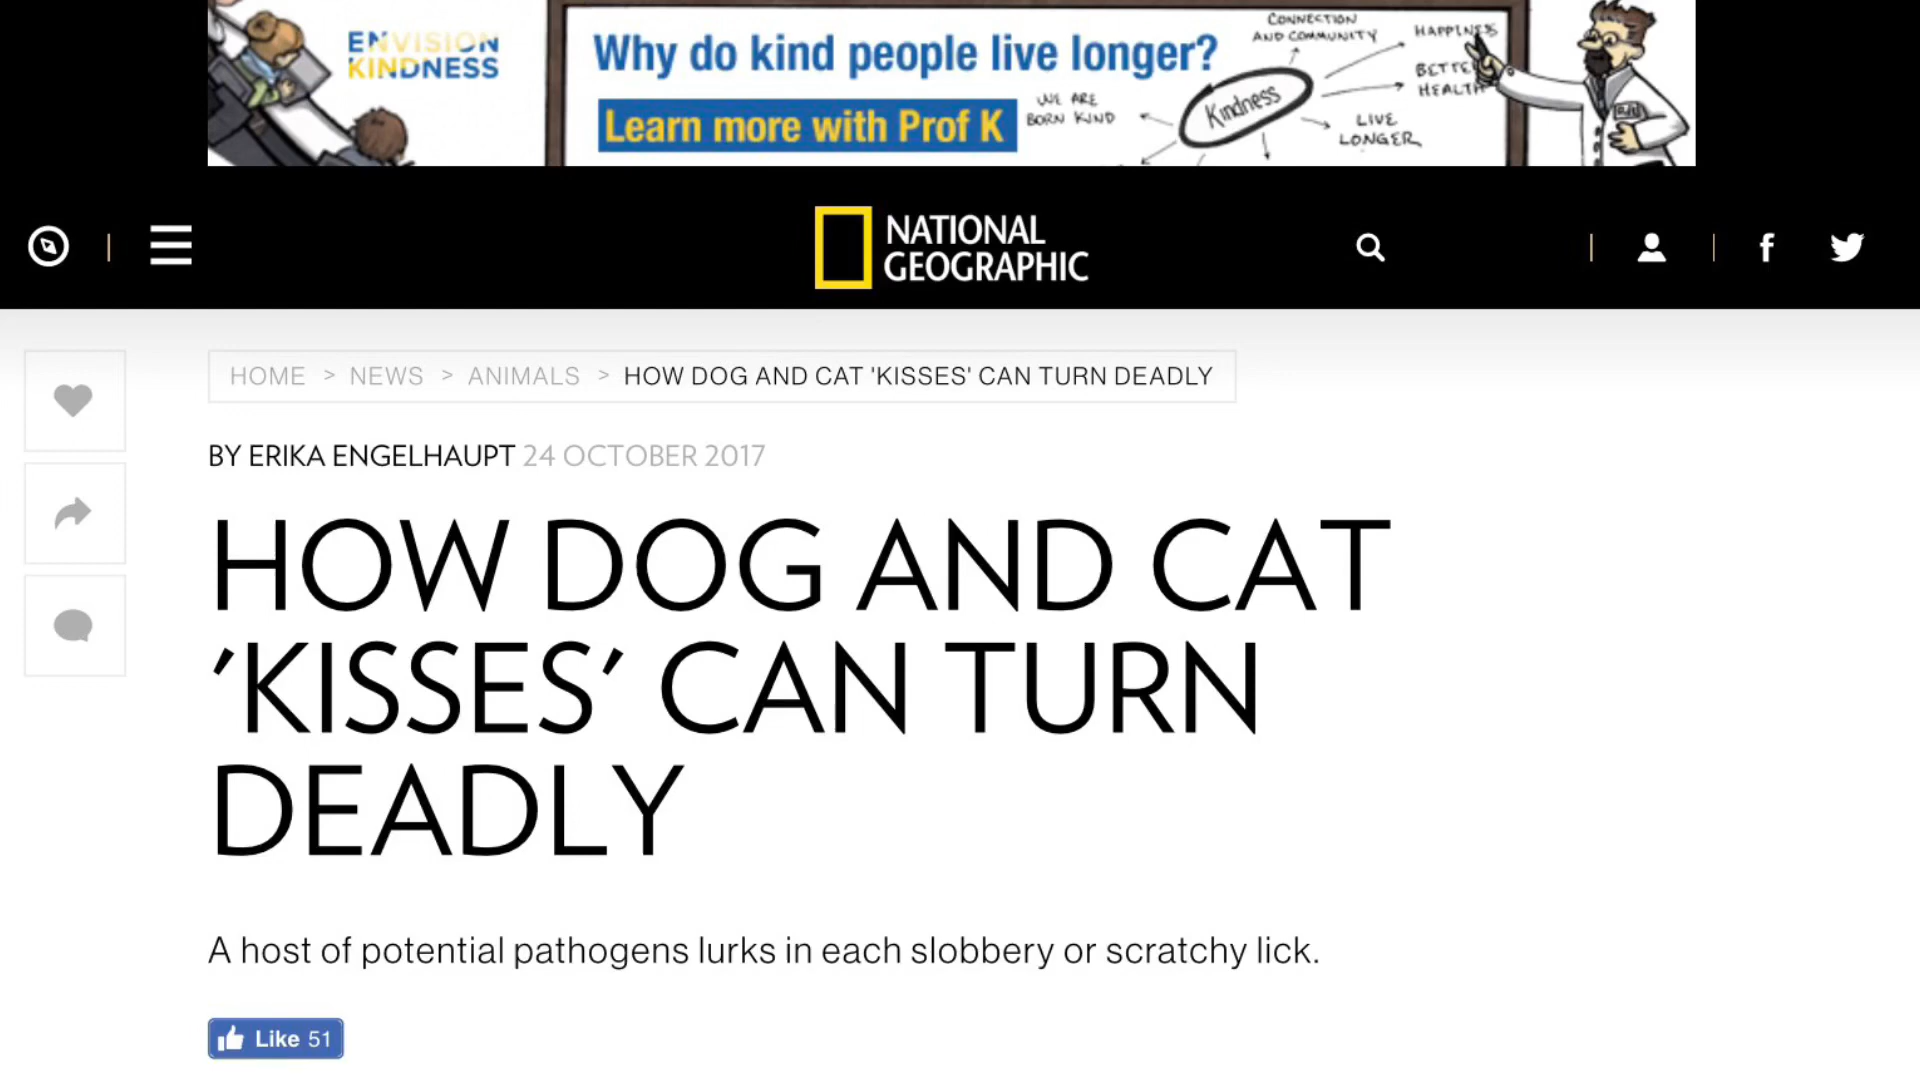 ENVISION
KINDNESS
Why do kind people live longer?
Learn more with Prof K
WE ARE
BORN KIND
CONNECTION
AND COMMUNITY
Kindness
HAPPINESS
BETTER
HEALTH
LIVE
LONGER
NATIONAL
GEOGRAPHIC
HOME > NEWS > ANIMALS > HOW DOG AND CAT 'KISSES' CAN TURN DEADLY
BY ERIKA ENGELHAUPT 24 OCTOBER 2017
HOW DOG AND CAT
'KISSES' CAN TURN
DEADLY
A host of potential pathogens lurks in each slobbery or scratchy lick.
Like 51